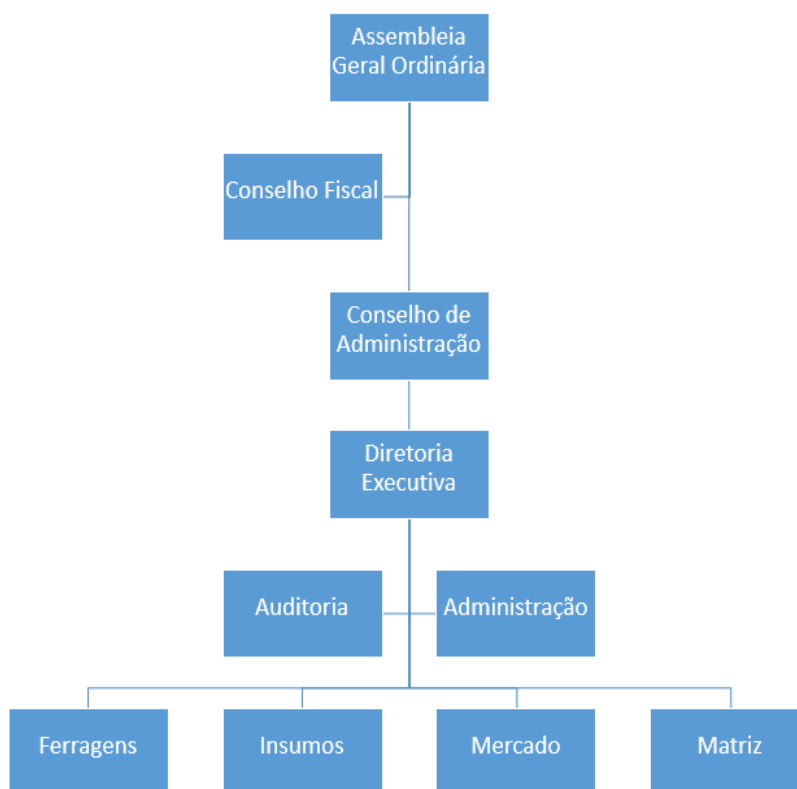 Assembleia
Geral Ordinária
Conselho Fiscal
Conselho de
Administração
Diretoria
Executiva
Auditoria
Administração
Ferragens
Insumos
Mercado
Matriz